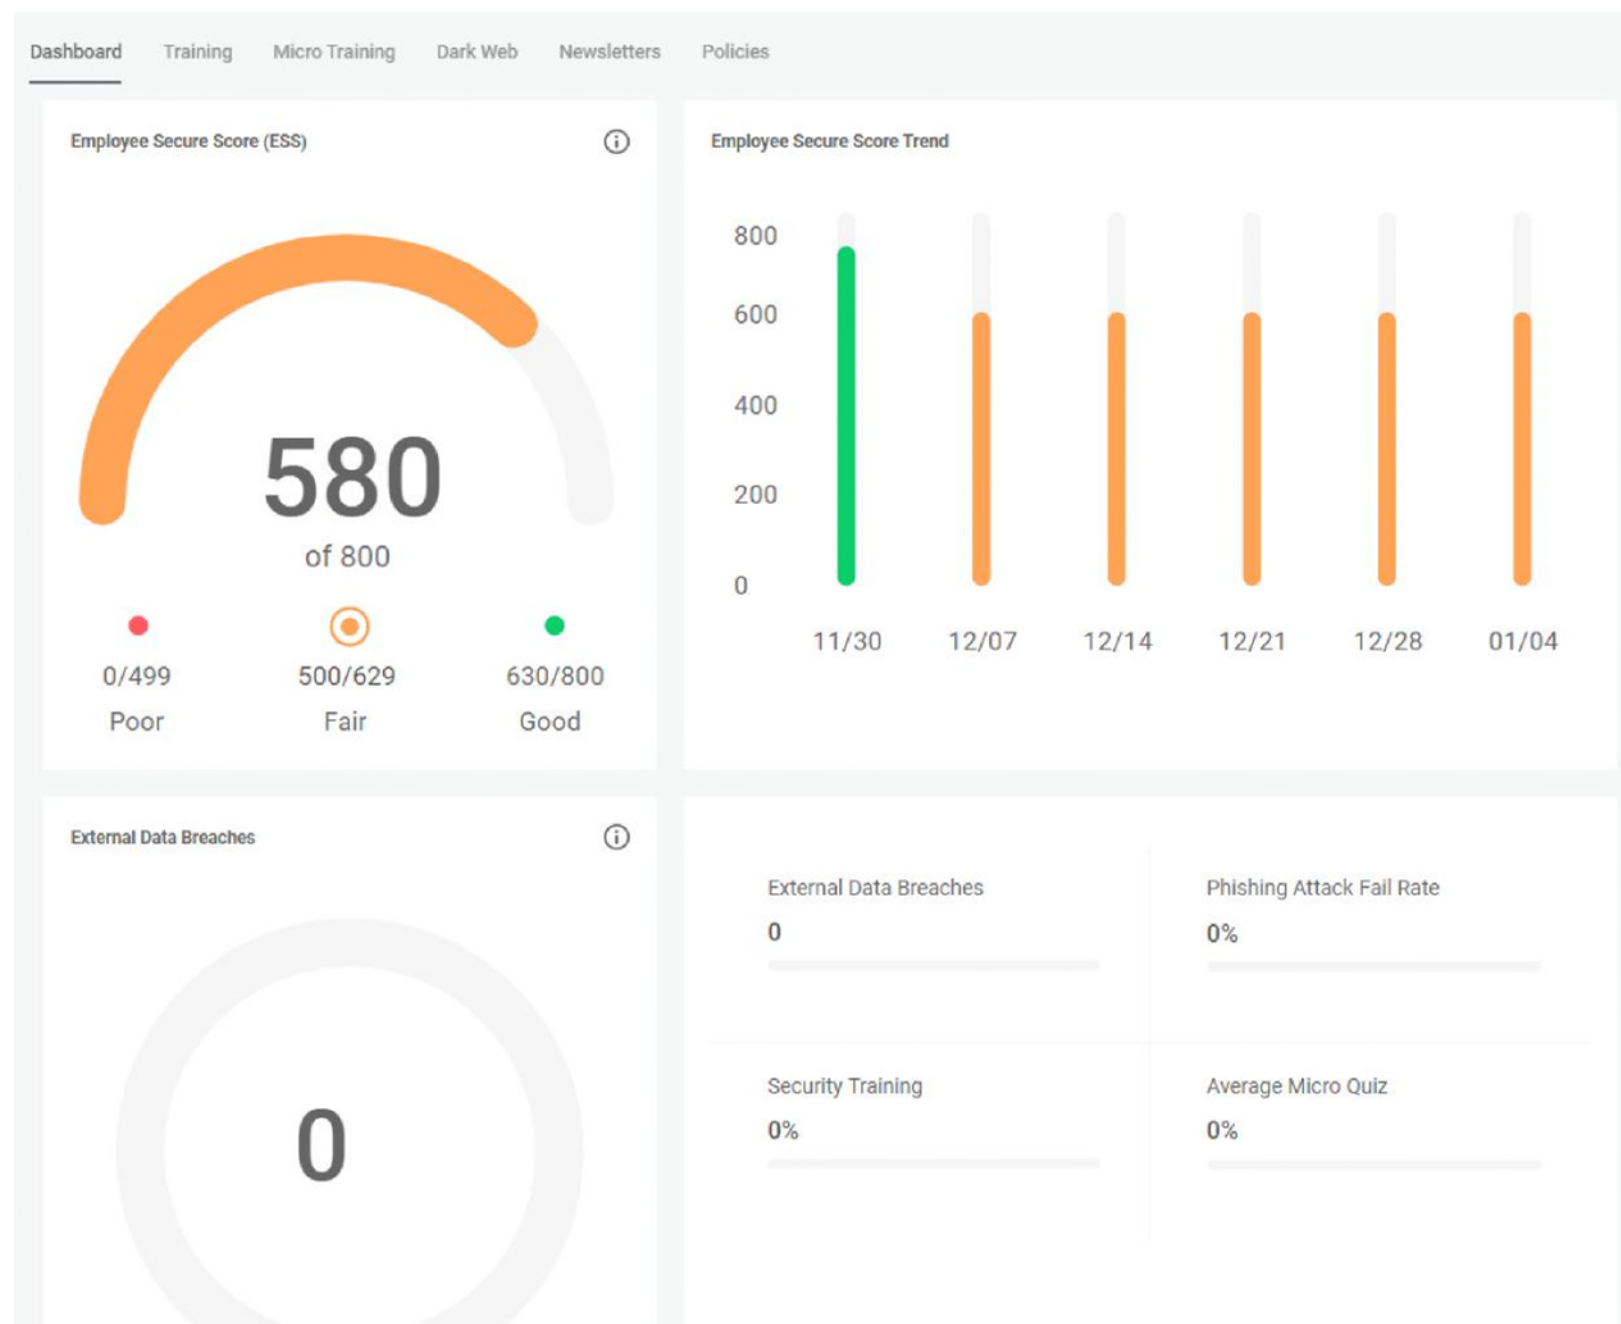 Dashboard Training Micro Training Dark Web Newsletters Policies
Employee Secure Score (ESS)
580
of 800
0/499 500/629 630/800
Poor Fair Good
Employee Secure Score Trend
800
600
400
200
0
11/30 12/07 12/14 12/21 12/28 01/04
External Data Breaches
0
External Data Breaches
0
Phishing Attack Fail Rate
0%
Security Training
0%
Average Micro Quiz
0%